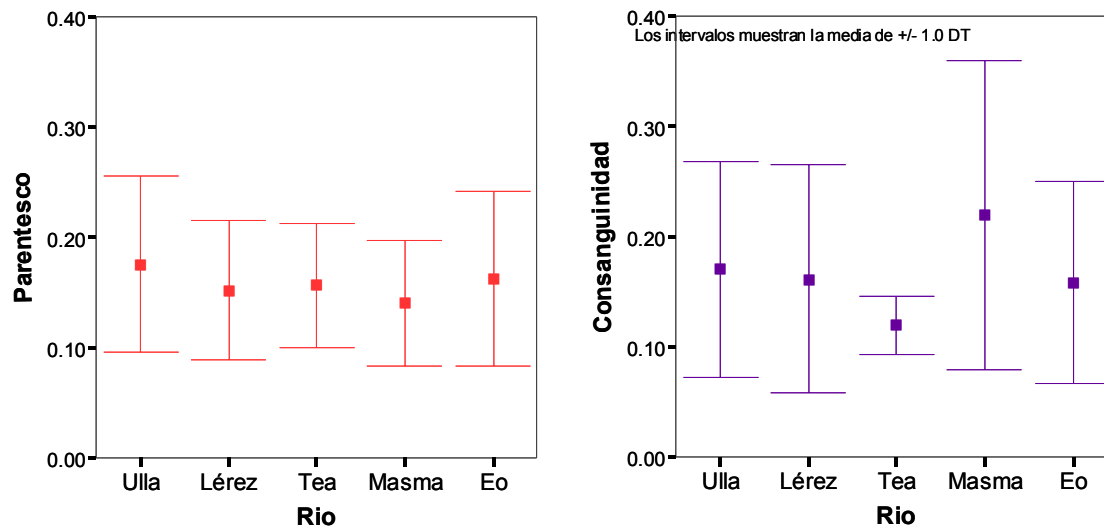 0.40
0.30
0.20
0.10
0.00
Parentesco
Ulla Lérez Tea Masma Eo
Rio
Los intervalos muestran la media de +/- 1.0 DT
0.40
0.30
0.20
0.10
0.00
Consanguinidad
Ulla Lérez Tea Masma Eo
Rio